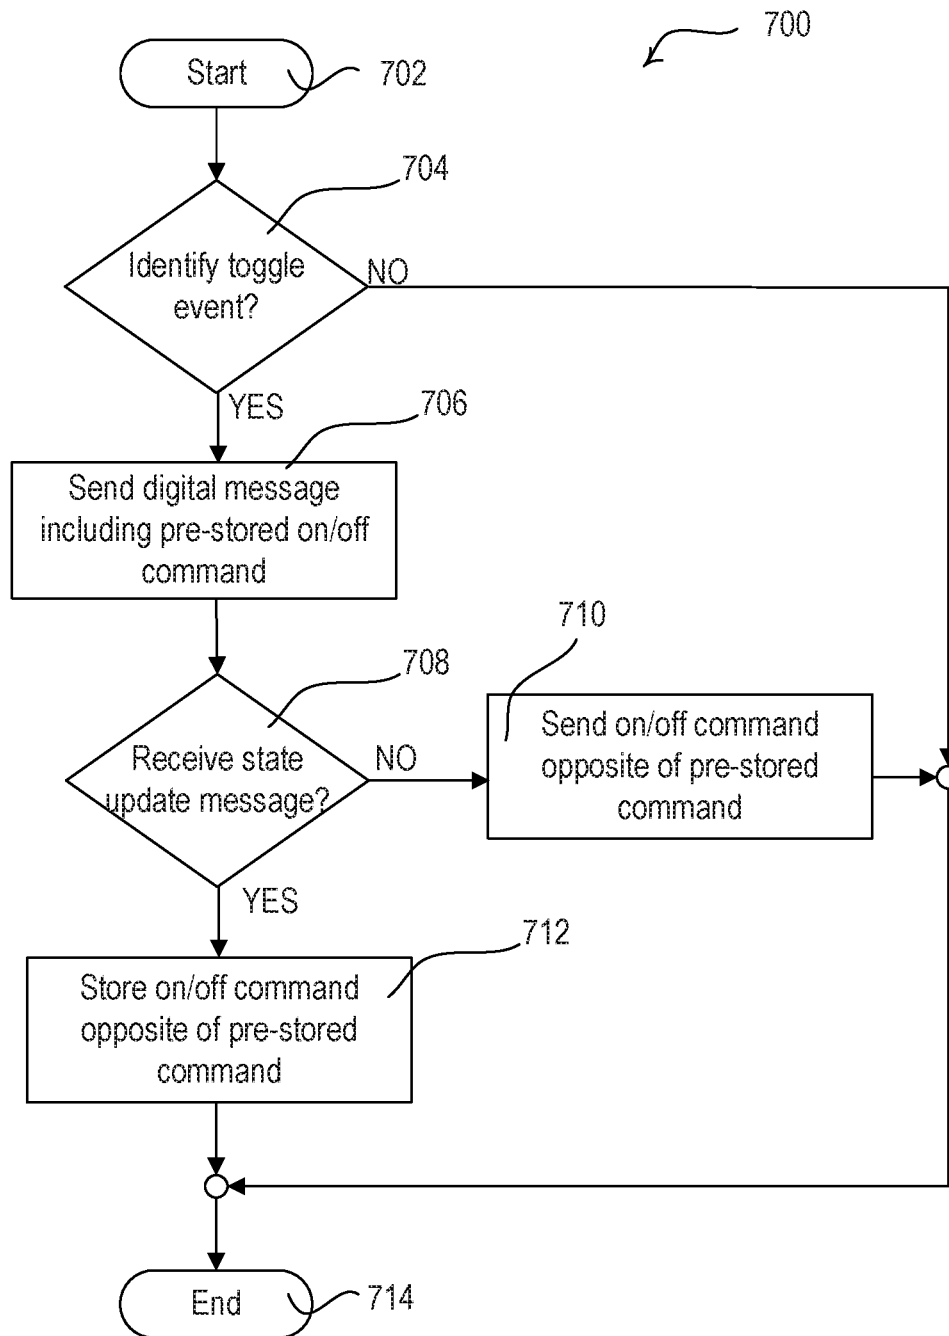 700
Start
702
704
Identify toggle
event?
NO
YES
706
Send digital message
including pre-stored on/off
command
708
Receive state
update message?
NO
710
Send on/off command
opposite of pre-stored
command
YES
712
Store on/off command
opposite of pre-stored
command
End
714